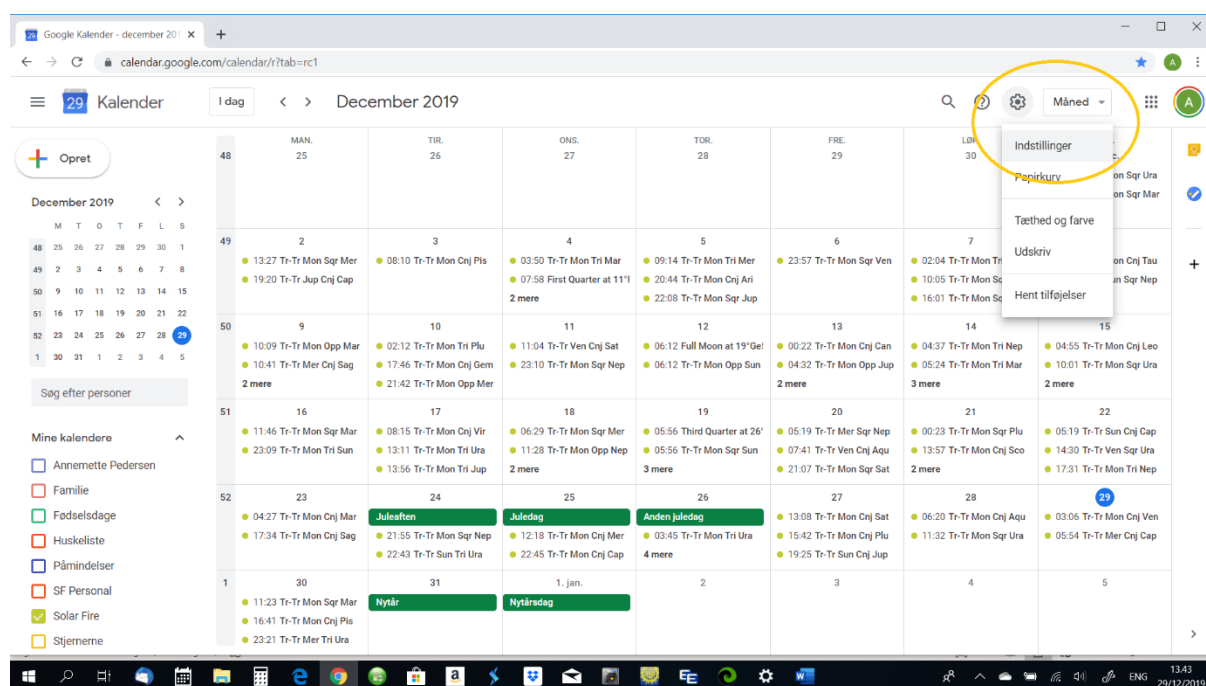 Google Kalender - december 201
calendar.google.com/calendar/r?tab=rc1
A
29 Kalender
I dag
December 2019
Måned
A
Indstillinger
Papirkurv
Tæthed og farve
Udskriv
Hent tilføjelser
Opret
December 2019
M T O T F L S
48 25 26 27 28 29 30 1
49 2 3 4 5 6 7 8
50 9 10 11 12 13 14 15
51 16 17 18 19 20 21 22
52 23 24 25 26 27 28 29
1 30 31 1 2 3 4 5
Søg efter personer
Mine kalendere
Annemette Pedersen
Familie
Fødselsdage
Huskeliste
Påmindelser
SF Personal
Solar Fire
Stjernerne
MAN. TIR. ONS. TOR. FRE. LØR
48 25 26 27 28 29 30
on Sqr Ura
on Sqr Mar
49 2 3 4 5 6 7
13:27 Tr-Tr Mon Sqr Mer
19:20 Tr-Tr Jup Cnj Cap
08:10 Tr-Tr Mon Cnj Pis
03:50 Tr-Tr Mon Tri Mar
07:58 First Quarter at 11°
2 mere
09:14 Tr-Tr Mon Tri Mer
20:44 Tr-Tr Mon Cnj Ari
22:08 Tr-Tr Mon Sqr Jup
23:57 Tr-Tr Mon Sqr Ven
02:04 Tr-Tr Mon Tr
10:05 Tr-Tr Mon Sq
16:01 Tr-Tr Mon Sq
on Cnj Tau
un Sqr Nep
50 9 10 11 12 13 14 15
10:09 Tr-Tr Mon Opp Mar
10:41 Tr-Tr Mer Cnj Sag
2 mere
02:12 Tr-Tr Mon Tri Plu
17:46 Tr-Tr Mon Cnj Gem
21:42 Tr-Tr Mon Opp Mer
11:04 Tr-Tr Ven Cnj Sat
23:10 Tr-Tr Mon Sqr Nep
06:12 Full Moon at 19°Ge
06:12 Tr-Tr Mon Opp Sun
00:22 Tr-Tr Mon Cnj Can
04:32 Tr-Tr Mon Opp Jup
2 mere
04:37 Tr-Tr Mon Tri Nep
05:24 Tr-Tr Mon Tri Mar
3 mere
04:55 Tr-Tr Mon Cnj Leo
10:01 Tr-Tr Mon Sqr Ura
2 mere
51 16 17 18 19 20 21 22
11:46 Tr-Tr Mon Sqr Mar
23:09 Tr-Tr Mon Tri Sun
08:15 Tr-Tr Mon Cnj Vir
13:11 Tr-Tr Mon Tri Ura
13:56 Tr-Tr Mon Tri Jup
06:29 Tr-Tr Mon Sqr Mer
11:28 Tr-Tr Mon Opp Nep
2 mere
05:56 Third Quarter at 26°
05:56 Tr-Tr Mon Sqr Sun
3 mere
05:19 Tr-Tr Mer Sqr Nep
07:41 Tr-Tr Ven Cnj Aqu
21:07 Tr-Tr Mon Sqr Sat
00:23 Tr-Tr Mon Sqr Plu
13:57 Tr-Tr Mon Cnj Sco
2 mere
05:19 Tr-Tr Sun Cnj Cap
14:30 Tr-Tr Ven Sqr Ura
17:31 Tr-Tr Mon Tri Nep
52 23 24 25 26 27 28 29
04:27 Tr-Tr Mon Cnj Mar
17:34 Tr-Tr Mon Cnj Sag
Juleaften
21:55 Tr-Tr Mon Sqr Nep
22:43 Tr-Tr Sun Tri Ura
Juledag
12:18 Tr-Tr Mon Cnj Mer
22:45 Tr-Tr Mon Cnj Cap
Anden juledag
03:45 Tr-Tr Mon Tri Ura
4 mere
13:08 Tr-Tr Mon Cnj Sat
15:42 Tr-Tr Mon Cnj Plu
19:25 Tr-Tr Sun Cnj Jup
06:20 Tr-Tr Mon Cnj Aqu
11:32 Tr-Tr Mon Sqr Ura
03:06 Tr-Tr Mon Cnj Ven
05:54 Tr-Tr Mer Cnj Cap
1 30 31 1. jan. 2 3 4 5
11:23 Tr-Tr Mon Sqr Mar
16:41 Tr-Tr Mon Cnj Pis
23:21 Tr-Tr Mer Tri Ura
Nytår
Nytårsdag
ENG
13.43
29/12/2019